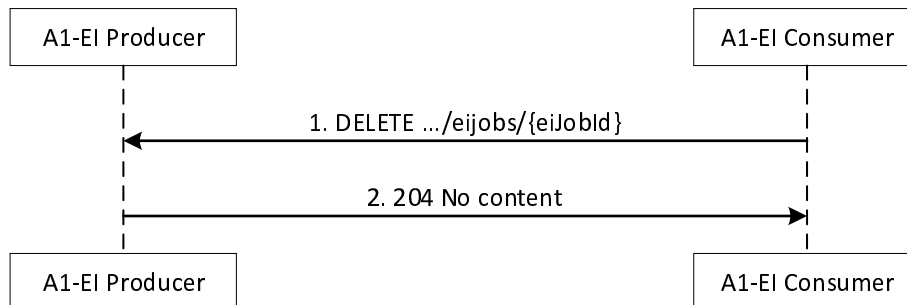 A1-EI Producer
A1-EI Consumer
1. DELETE .../eijobs/{eiJobId}
2. 204 No content
A1-EI Producer
A1-EI Consumer